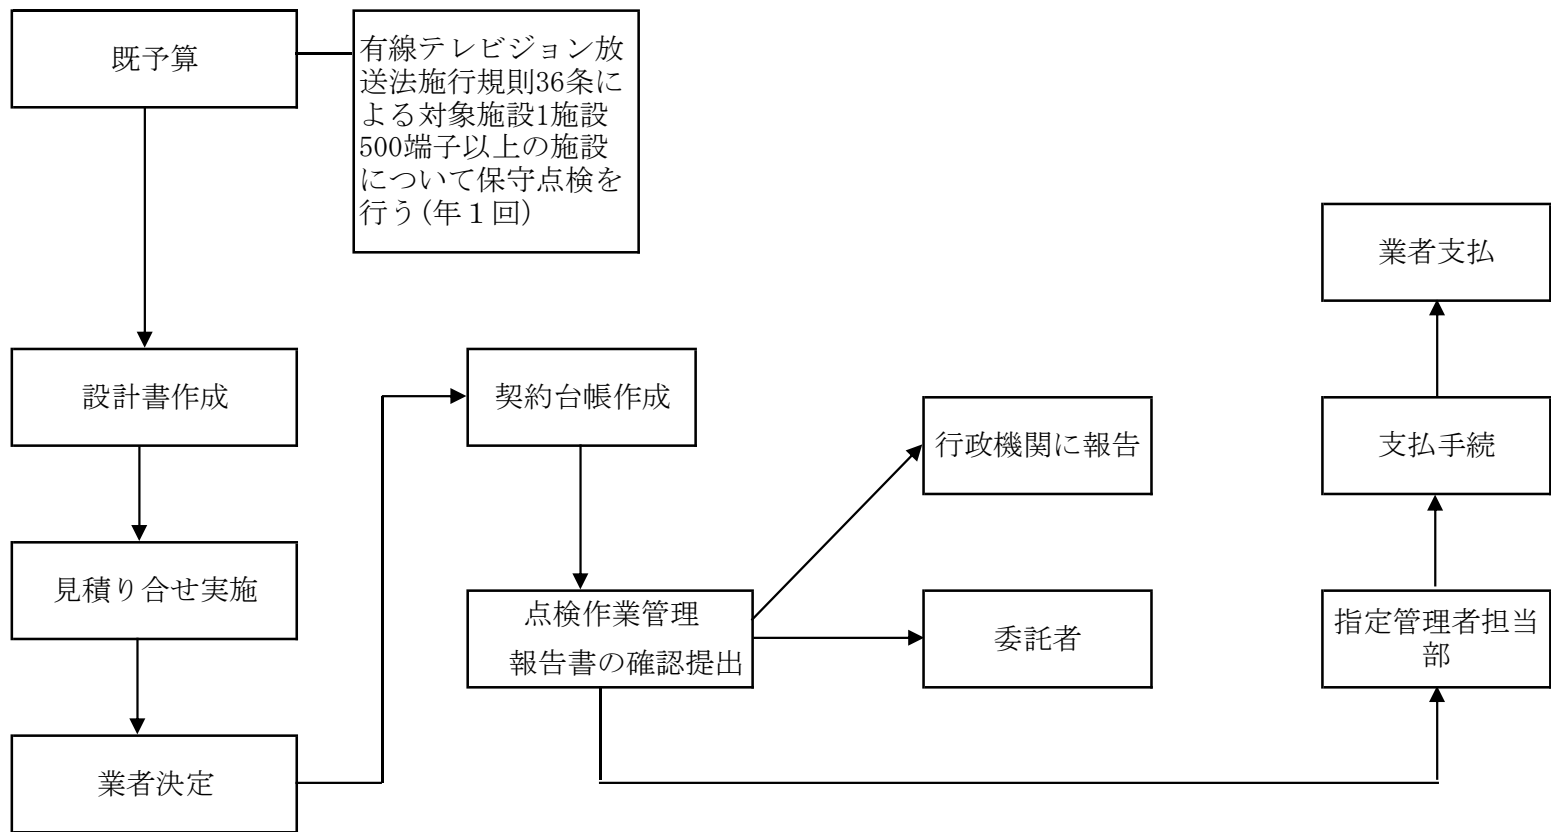 既予算
有線テレビジョン放
送法施行規則36条に
よる対象施設1施設
500端子以上の施設
について保守点検を
行う(年１回)
設計書作成
見積り合せ実施
業者決定
契約台帳作成
点検作業管理
報告書の確認提出
行政機関に報告
委託者
業者支払
支払手続
指定管理者担当
部